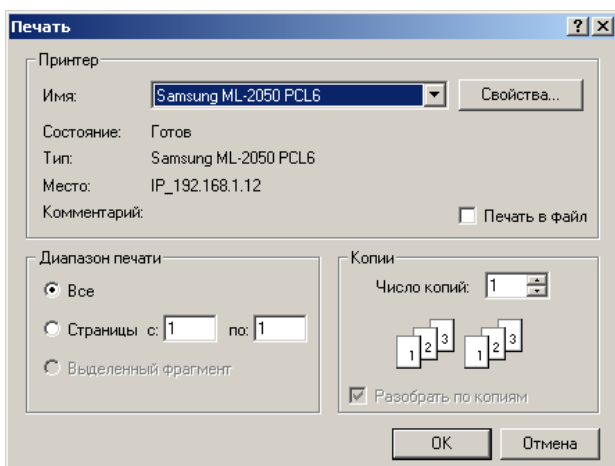 Печать
Принтер
Имя: Samsung ML-2050 PCL6 Свойства...
Состояние: Готов
Тип: Samsung ML-2050 PCL6
Место: IP_192.168.1.12
Комментарий: Печать в файл
Диапазон печати
Все
Страницы с: 1 по: 1
Выделенный фрагмент
Копии
Число копий: 1
1 2 3 1 2 3
Разобрать по копиям
OK Отмена